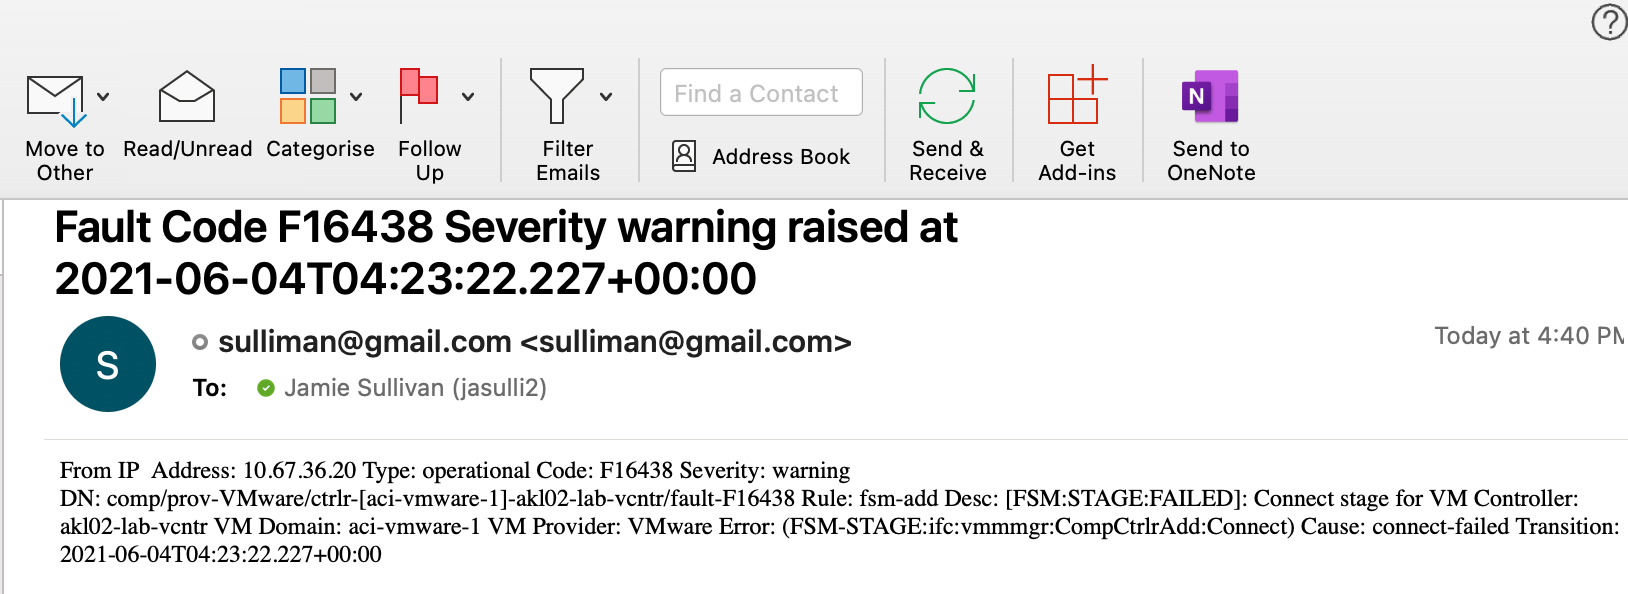 ?
Find a Contact
N
Move to
Other
Read/Unread
Categorise
Follow
Up
Filter
Emails
Address Book
Send &
Receive
Get
Add-ins
Send to
OneNote
Fault Code F16438 Severity warning raised at
2021-06-04T04:23:22.227+00:00
S
sulliman@gmail.com <sulliman@gmail.com>
Today at 4:40 PM
To: Jamie Sullivan (jasulli2)
From IP  Address: 10.67.36.20 Type: operational Code: F16438 Severity: warning
DN: comp/prov-VMware/ctrlr-[aci-vmware-1]-akl02-lab-vcntr/fault-F16438 Rule: fsm-add Desc: [FSM:STAGE:FAILED]: Connect stage for VM Controller:
akl02-lab-vcntr VM Domain: aci-vmware-1 VM Provider: VMware Error: (FSM-STAGE:ifc:vmmmgr:CompCtrlrAdd:Connect) Cause: connect-failed Transition:
2021-06-04T04:23:22.227+00:00